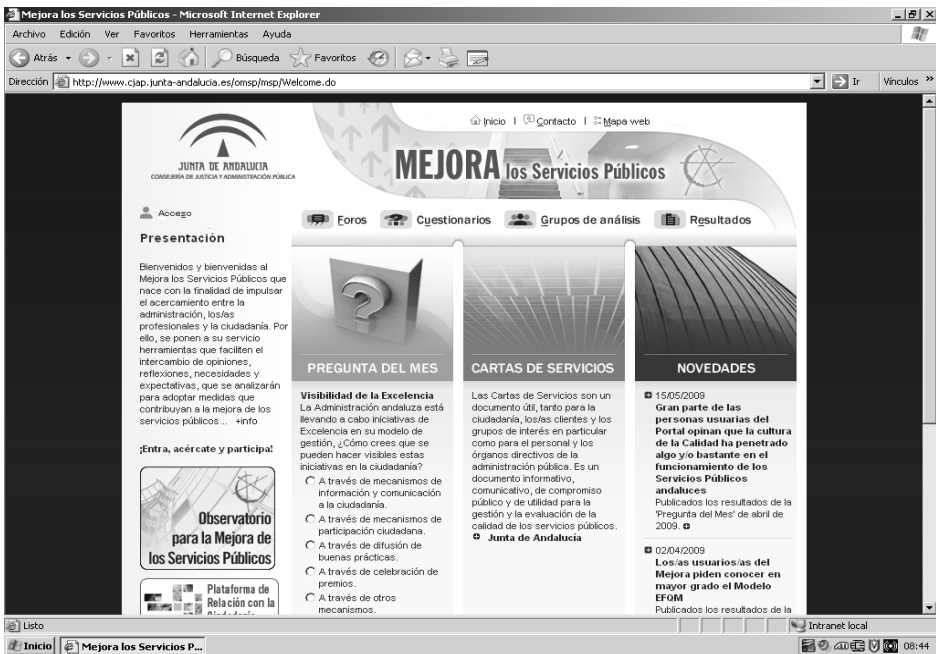 Mejora los Servicios Públicos - Microsoft Internet Explorer
Archivo Edición Ver Favoritos Herramientas Ayuda
Atrás Búsqueda Favoritos
Dirección http://www.cjap.junta-andalucia.es/omsp/msp/Welcome.do Ir Vínculos »
Inicio | Contacto | Mapa web
JUNTA DE ANDALUCIA
CONSEJERÍA DE JUSTICIA Y ADMINISTRACIÓN PÚBLICA
MEJORA los Servicios Públicos
Acceso
Foros Cuestionarios Grupos de análisis Resultados
Presentación
Bienvenidos y bienvenidas al
Mejora los Servicios Públicos que
nace con la finalidad de impulsar
el acercamiento entre la
administración, los/as
profesionales y la ciudadanía. Por
ello, se ponen a su servicio
herramientas que faciliten el
intercambio de opiniones,
reflexiones, necesidades y
expectativas, que se analizarán
para adoptar medidas que
contribuyan a la mejora de los
servicios públicos... +info
¡Entra, acércate y participa!
Observatorio
para la Mejora de
los Servicios Públicos
Plataforma de
Relación con la
PREGUNTA DEL MES
Visibilidad de la Excelencia
La Administración andaluza está
llevando a cabo iniciativas de
Excelencia en su modelo de
gestión, ¿Cómo crees que se
pueden hacer visibles estas
iniciativas en la ciudadanía?
A través de mecanismos de
información y comunicación
a la ciudadanía.
A través de mecanismos de
participación ciudadana.
A través de difusión de
buenas prácticas.
A través de celebración de
premios.
A través de otros
mecanismos.
CARTAS DE SERVICIOS
Las Cartas de Servicios son un
documento útil, tanto para la
ciudadanía, los/as clientes y los
grupos de interés en particular
como para el personal y los
órganos directivos de la
administración pública. Es un
documento informativo,
comunicativo, de compromiso
público y de utilidad para la
gestión y la evaluación de la
calidad de los servicios públicos.
Junta de Andalucía
NOVEDADES
15/05/2009
Gran parte de las
personas usuarias del
Portal opinan que la cultura
de la Calidad ha penetrado
algo y/o bastante en el
funcionamiento de los
Servicios Públicos
andaluces
Publicados los resultados de la
'Pregunta del Mes' de abril de
2009.
02/04/2009
Los/as usuarios/as del
Mejora piden conocer en
mayor grado el Modelo
EFQM
Publicados los resultados de la
Listo Intranet local
Inicio Mejora los Servicios P... 08:44